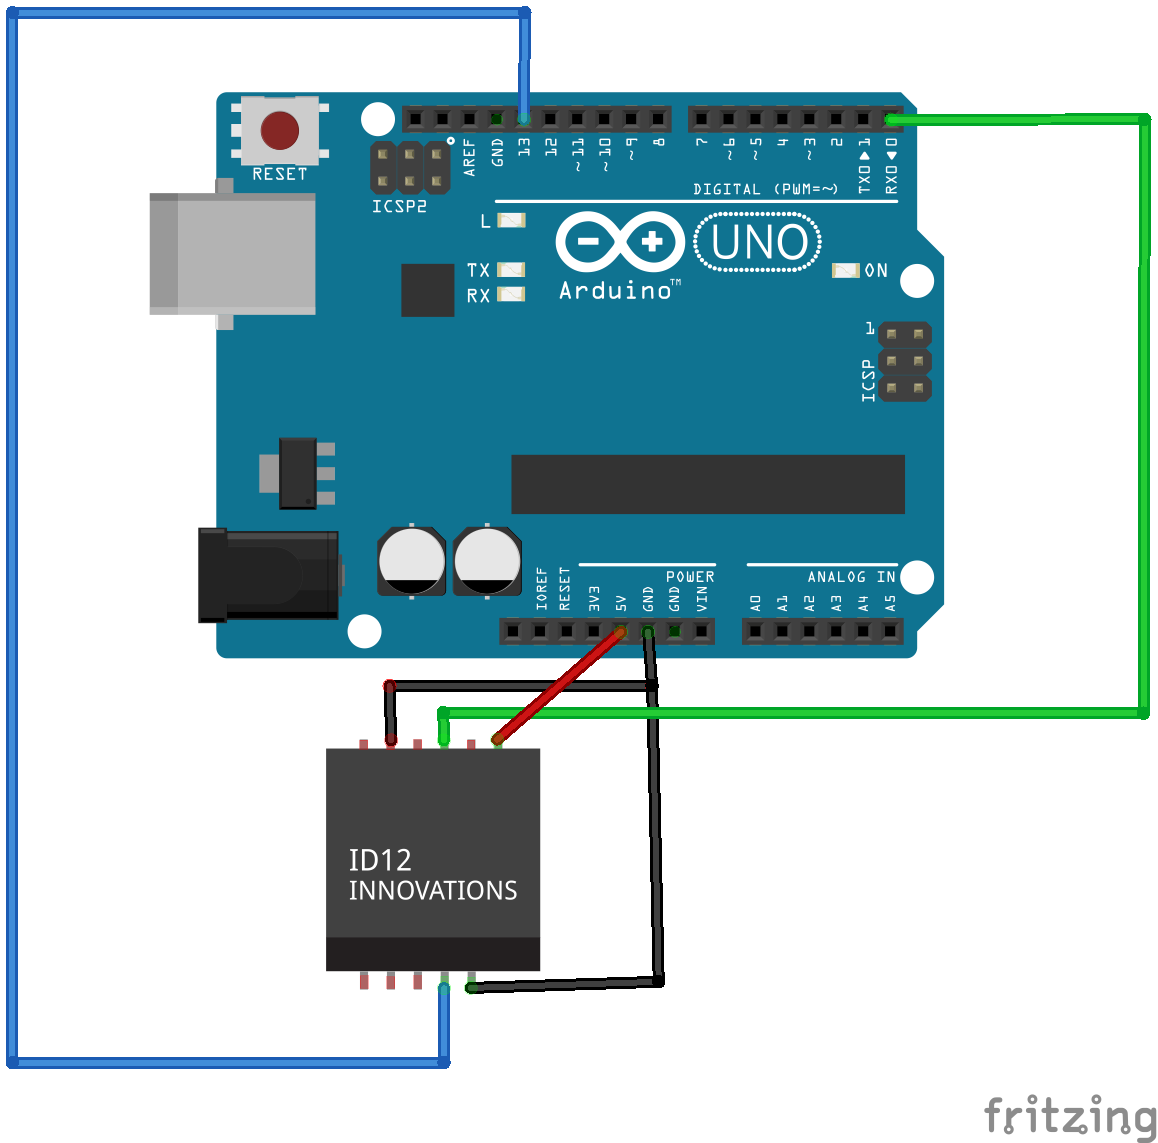 RESET
ICSP2
AREF
GND
13
12
~11
~10
~9
8
7
~6
~5
4
~3
2
TX0▶1
RX0◀0
DIGITAL (PWM=~)
L
TX
RX
UNO
Arduino™
ON
1
ICSP
POWER
ANALOG IN
IOREF
RESET
3V3
5V
GND
GND
VIN
A0
A1
A2
A3
A4
A5
ID12
INNOVATIONS
fritzing